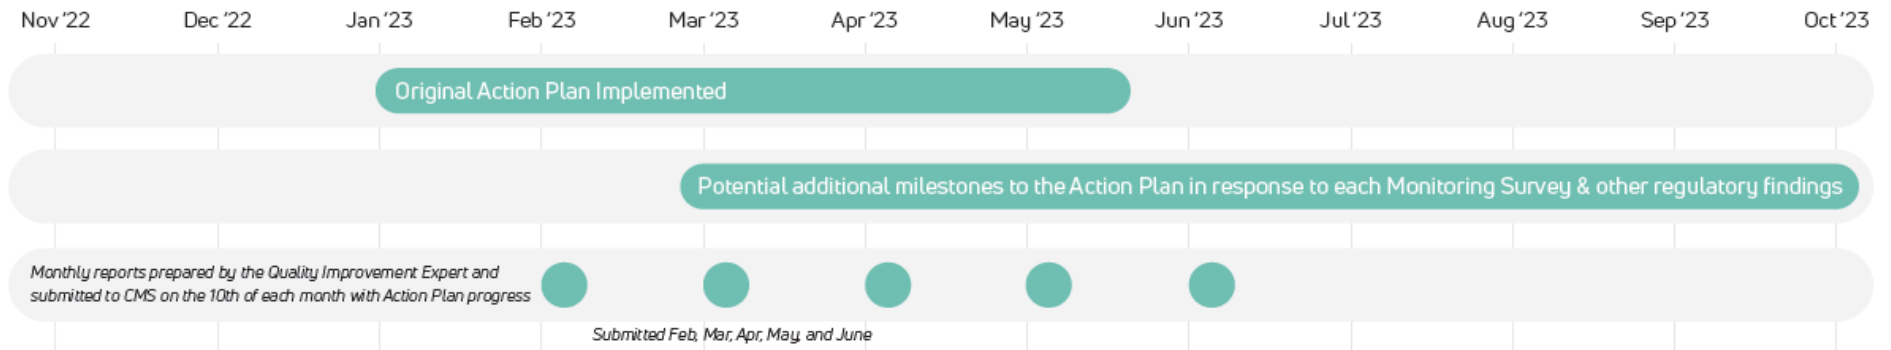 Nov ‘22 Dec ‘22 Jan ‘23 Feb ‘23 Mar ‘23 Apr ‘23 May ‘23 Jun ‘23 Jul ‘23 Aug ‘23 Sep ‘23 Oct ‘23
Original Action Plan Implemented
Potential additional milestones to the Action Plan in response to each Monitoring Survey & other regulatory findings
Monthly reports prepared by the Quality Improvement Expert and
submitted to CMS on the 10th of each month with Action Plan progress
Submitted Feb, Mar, Apr, May, and June